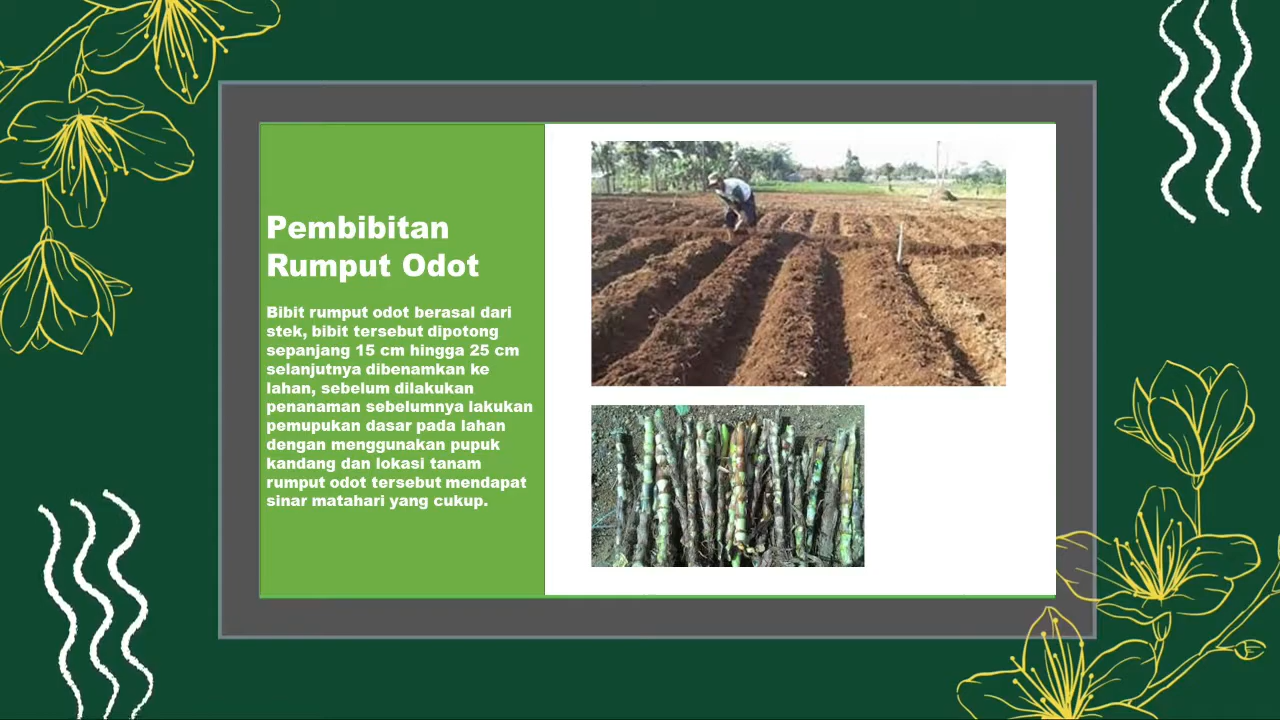 Pembibitan
Rumput Odot
Bibit rumput odot berasal dari
stek, bibit tersebut dipotong
sepanjang 15 cm hingga 25 cm
selanjutnya dibenamkan ke
lahan, sebelum dilakukan
penanaman sebelumnya lakukan
pemupukan dasar pada lahan
dengan menggunakan pupuk
kandang dan lokasi tanam
rumput odot tersebut mendapat
sinar matahari yang cukup.